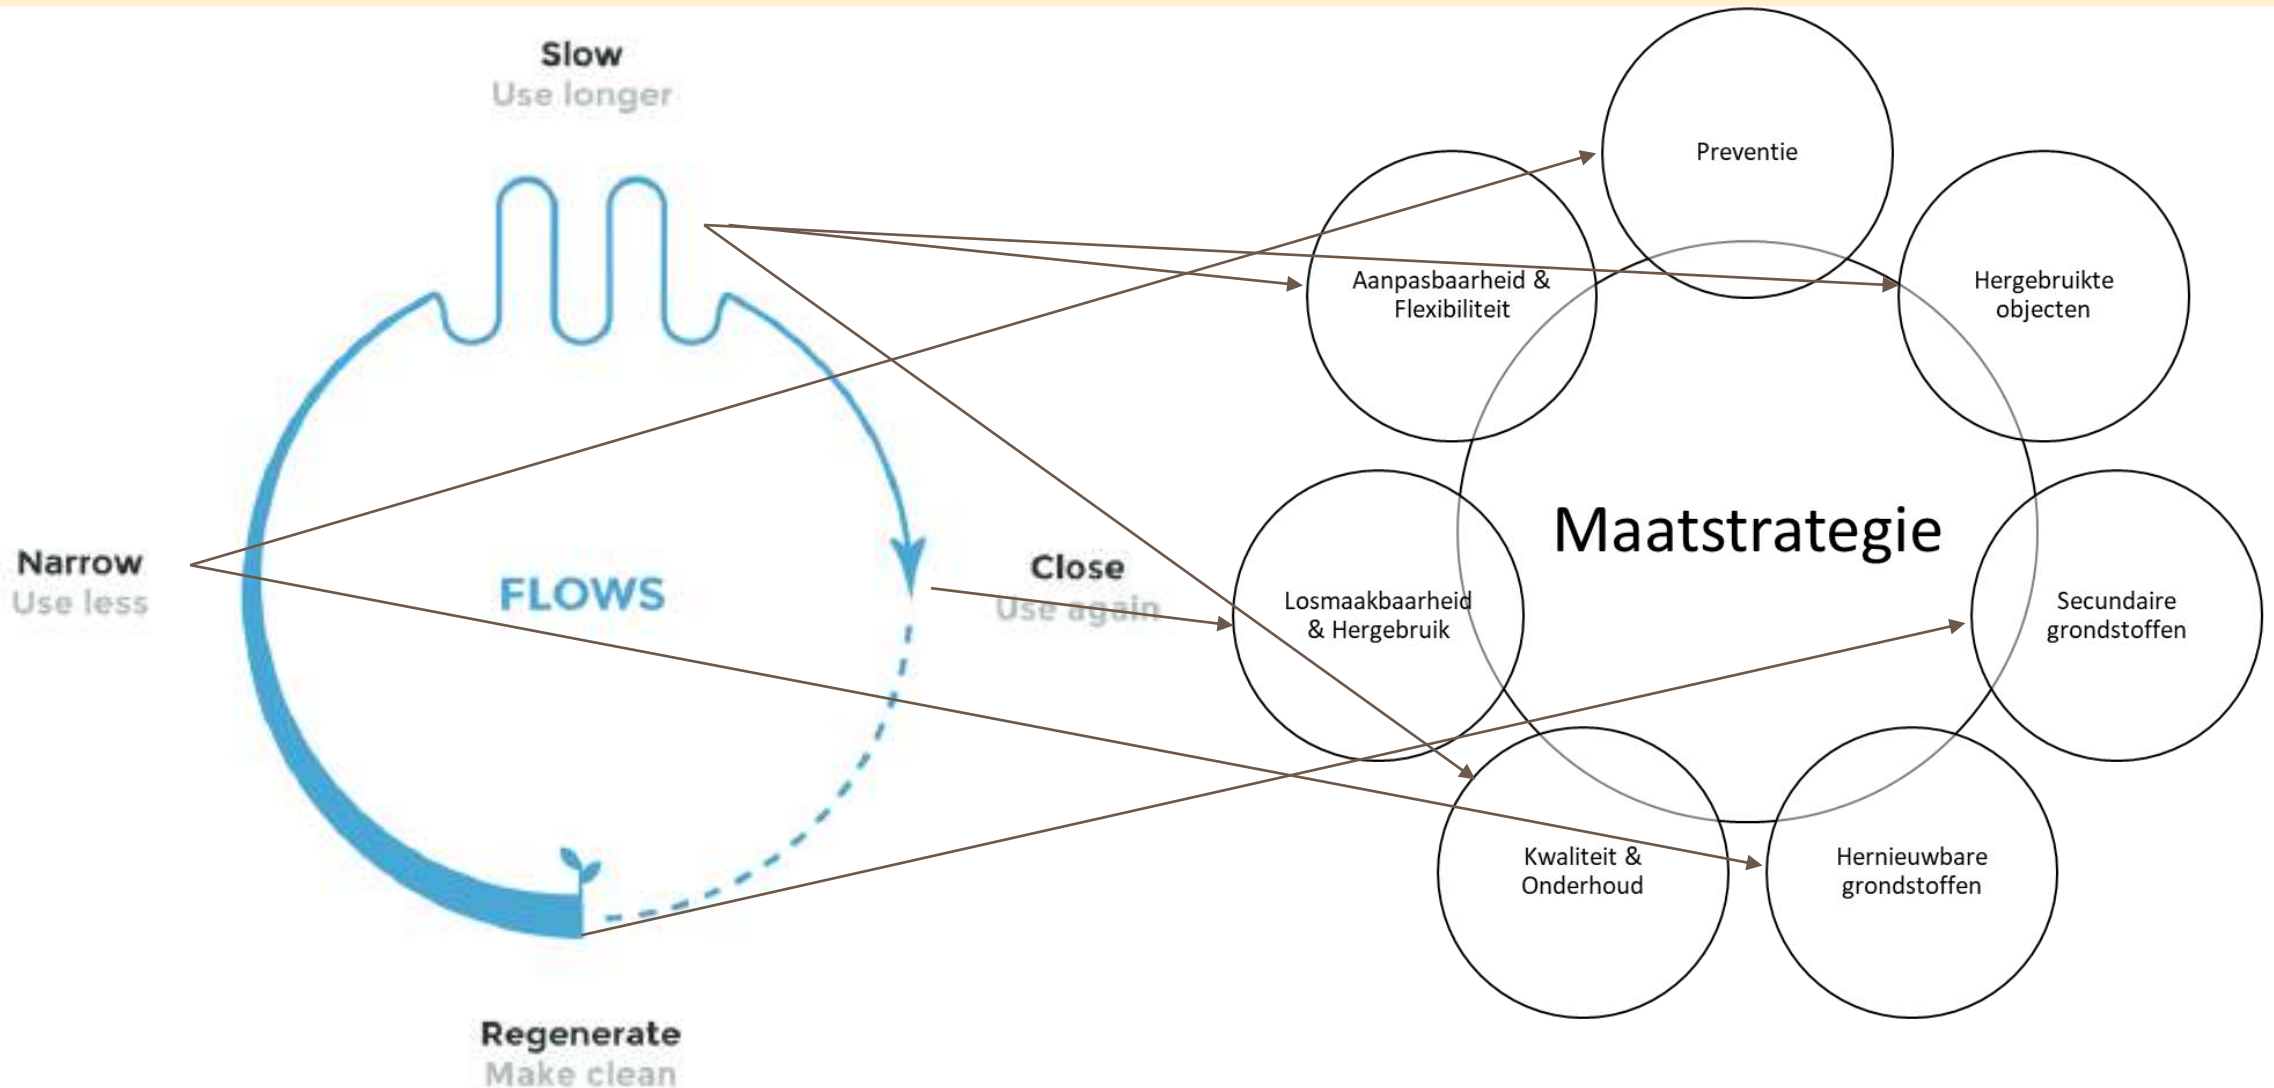 Slow
Use longer
Narrow
Use less
FLOWS
Close
Use again
Regenerate
Make clean
Preventie
Aanpasbaarheid &
Flexibiliteit
Hergebruikte
objecten
Maatstrategie
Losmaakbaarheid
& Hergebruik
Secundaire
grondstoffen
Kwaliteit &
Onderhoud
Hernieuwbare
grondstoffen